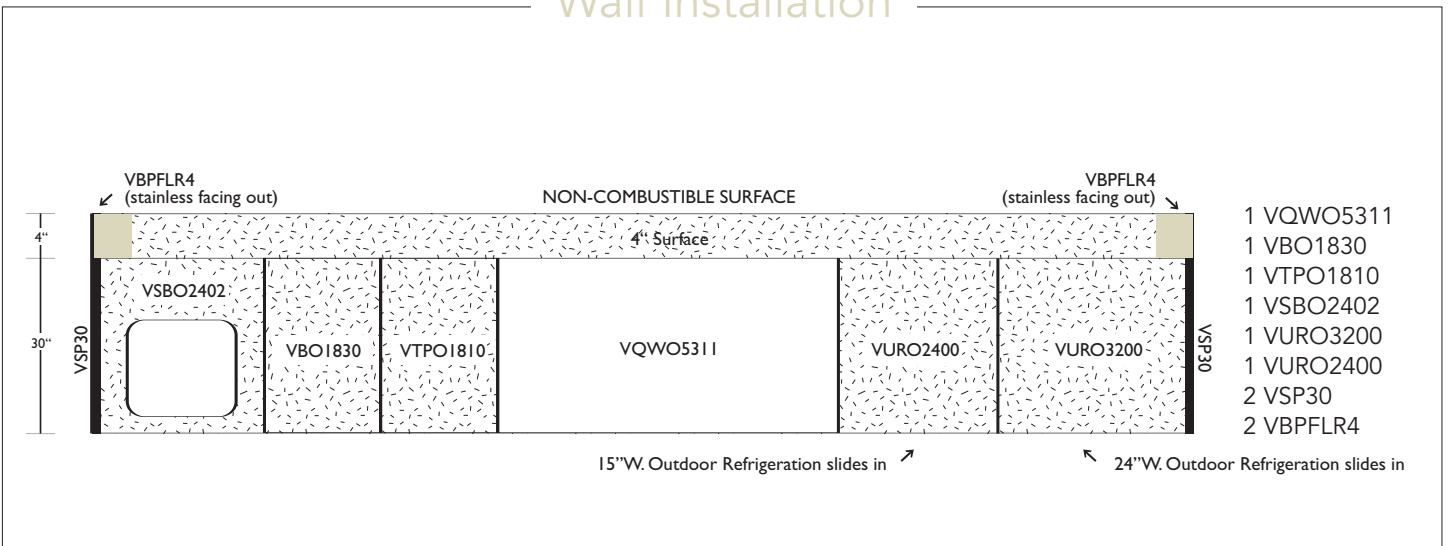 Wall Installation
VBPFLR4
(stainless facing out)
NON-COMBUSTIBLE SURFACE
VBPFLR4
(stainless facing out)
4“
4“ Surface
30“
VSP30
VSBO2402
VBO1830
VTPO1810
VQWO5311
VURO2400
VURO3200
VSP30
15”W. Outdoor Refrigeration slides in
24”W. Outdoor Refrigeration slides in
1 VQWO5311
1 VBO1830
1 VTPO1810
1 VSBO2402
1 VURO3200
1 VURO2400
2 VSP30
2 VBPFLR4